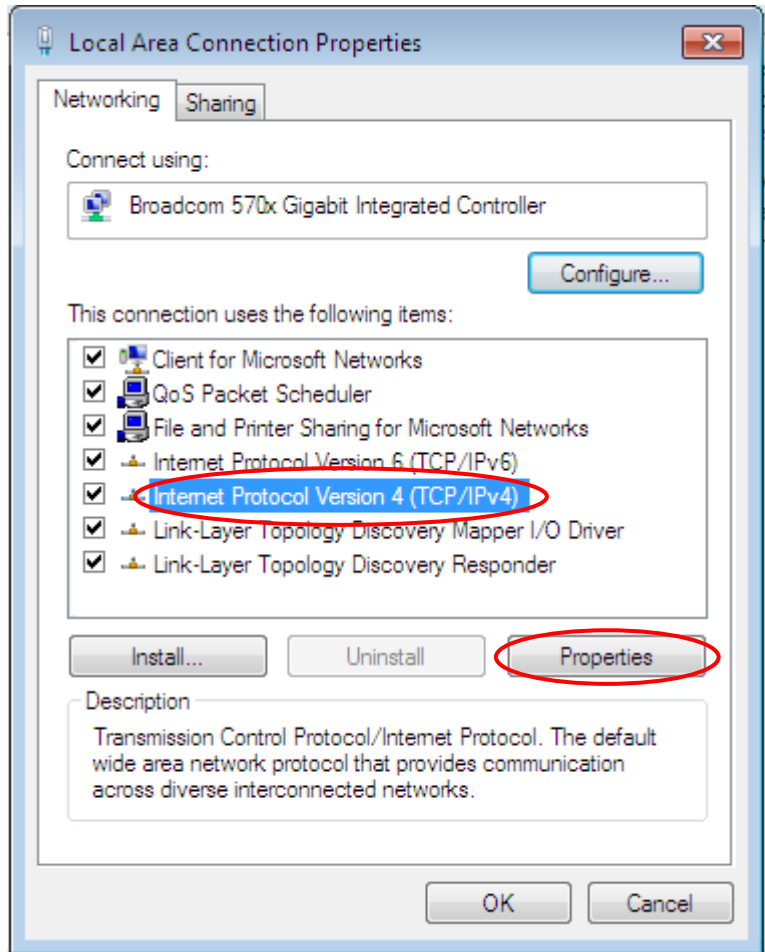 Local Area Connection Properties
Networking
Sharing
Connect using:
Broadcom 570x Gigabit Integrated Controller
Configure...
This connection uses the following items:
Client for Microsoft Networks
QoS Packet Scheduler
File and Printer Sharing for Microsoft Networks
Internet Protocol Version 6 (TCP/IPv6)
Internet Protocol Version 4 (TCP/IPv4)
Link-Layer Topology Discovery Mapper I/O Driver
Link-Layer Topology Discovery Responder
Install...
Uninstall
Properties
Description
Transmission Control Protocol/Internet Protocol. The default
wide area network protocol that provides communication
across diverse interconnected networks.
OK
Cancel